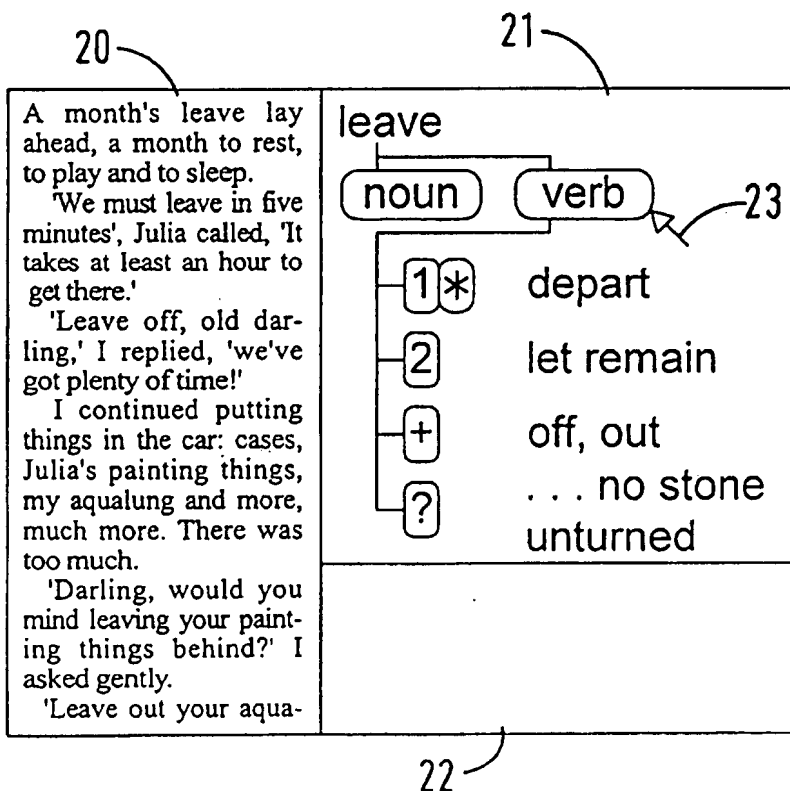 20
21
A month's leave lay
ahead, a month to rest,
to play and to sleep.
'We must leave in five
minutes', Julia called, 'It
takes at least an hour to
get there.'
'Leave off, old dar-
ling,' I replied, 'we've
got plenty of time!'
I continued putting
things in the car: cases,
Julia's painting things,
my aqualung and more,
much more. There was
too much.
'Darling, would you
mind leaving your paint-
ing things behind?' I
asked gently.
'Leave out your aqua-
leave
noun verb
23
1* depart
2 let remain
+ off, out
? . . . no stone
unturned
22